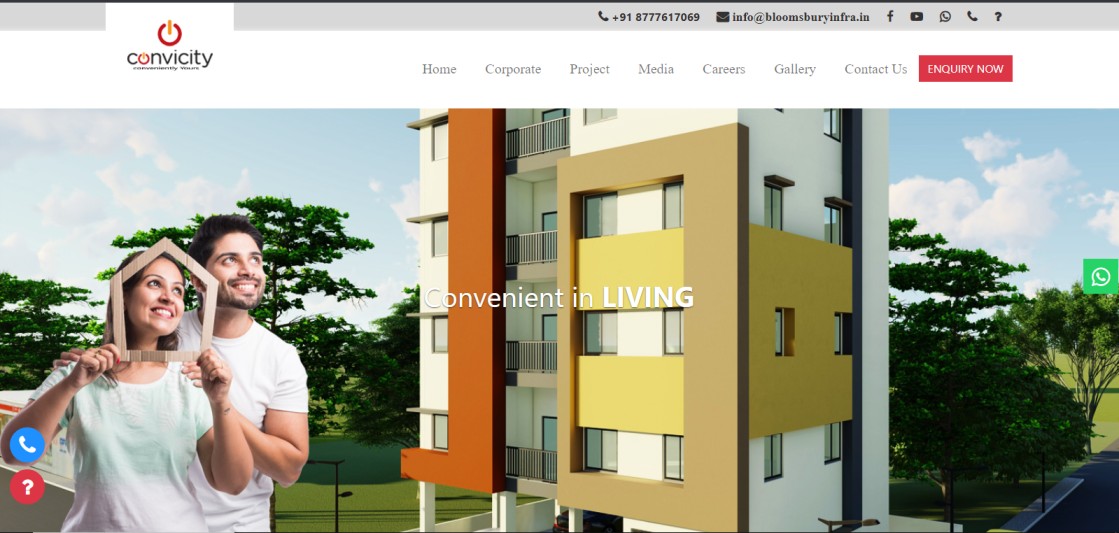 +91 8777617069 info@bloomsburyinfra.in ?
convicity
conveniently Yours
Home Corporate Project Media Careers Gallery Contact Us ENQUIRY NOW
Convenient in LIVING
?